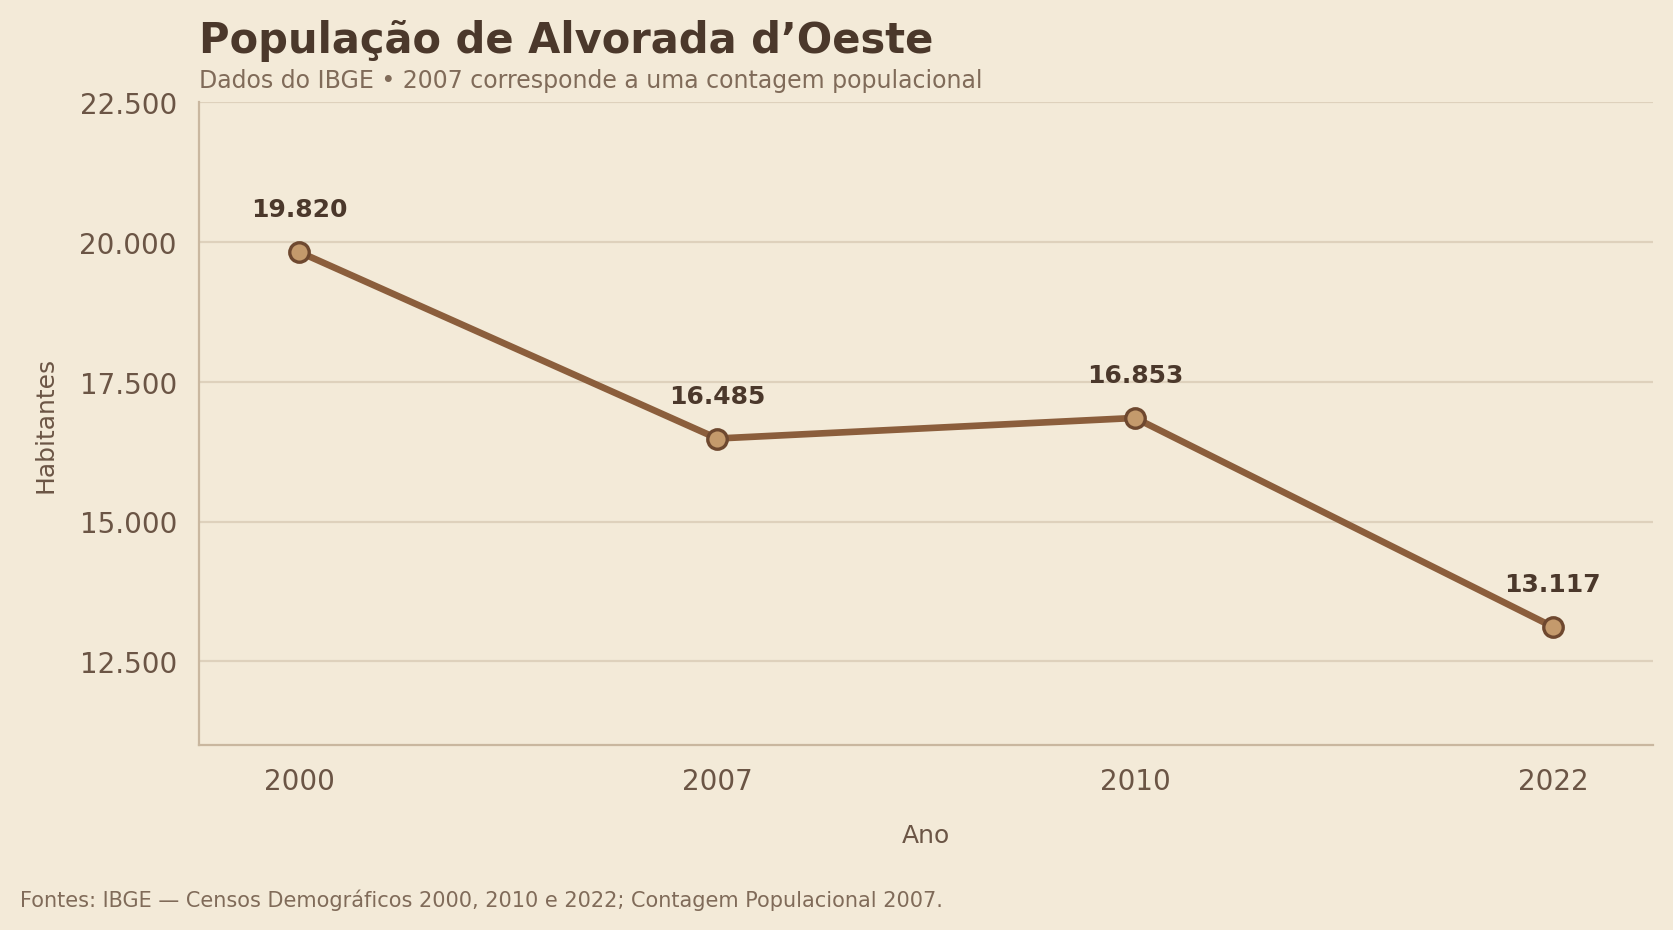 População de Alvorada d’Oeste
Dados do IBGE • 2007 corresponde a uma contagem populacional
22.500
20.000
17.500
15.000
12.500
Habitantes
19.820
16.485
16.853
13.117
2000
2007
2010
2022
Ano
Fontes: IBGE — Censos Demográficos 2000, 2010 e 2022; Contagem Populacional 2007.